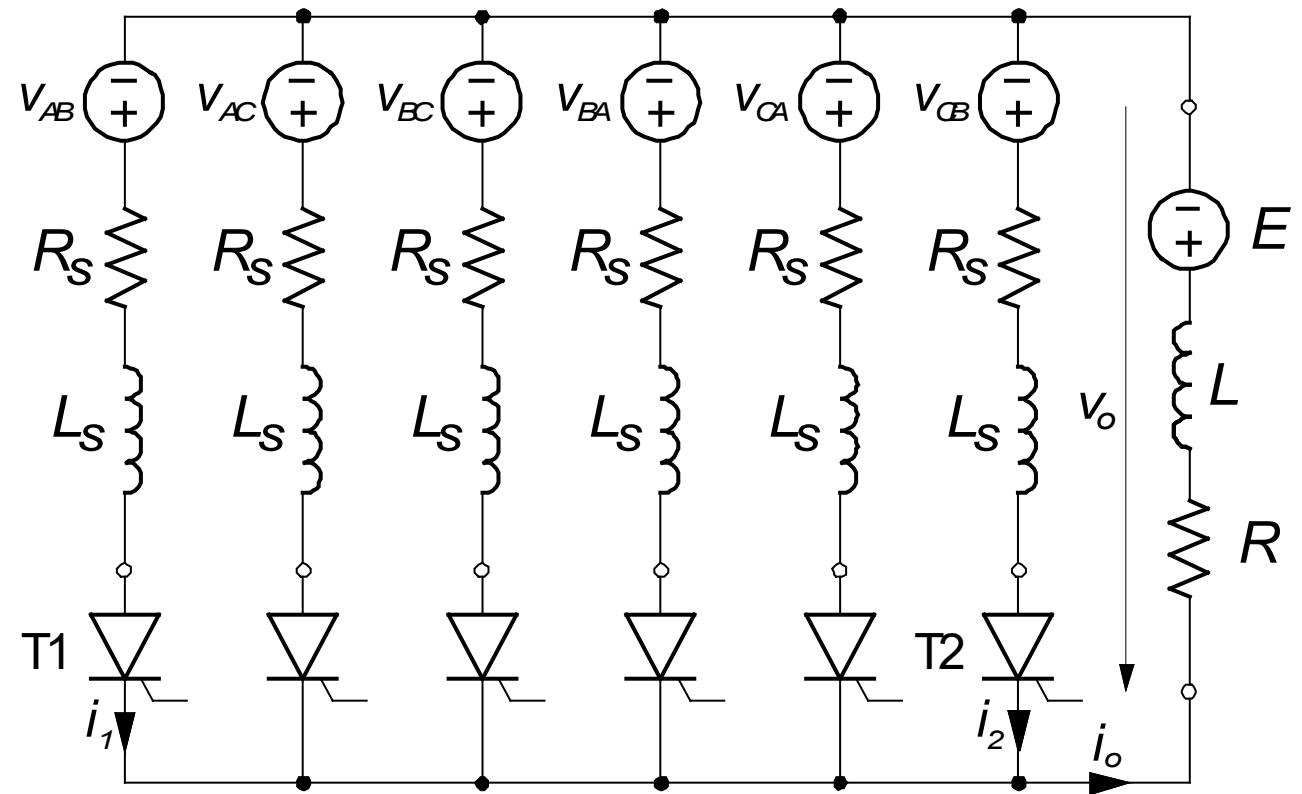 vAB vAC vBC vBA vCA vCB
− − − − − −
+ + + + + +
− E
+
RS RS RS RS RS RS
LS LS LS LS LS LS vo L
R
T1 T2
i1 i2 io